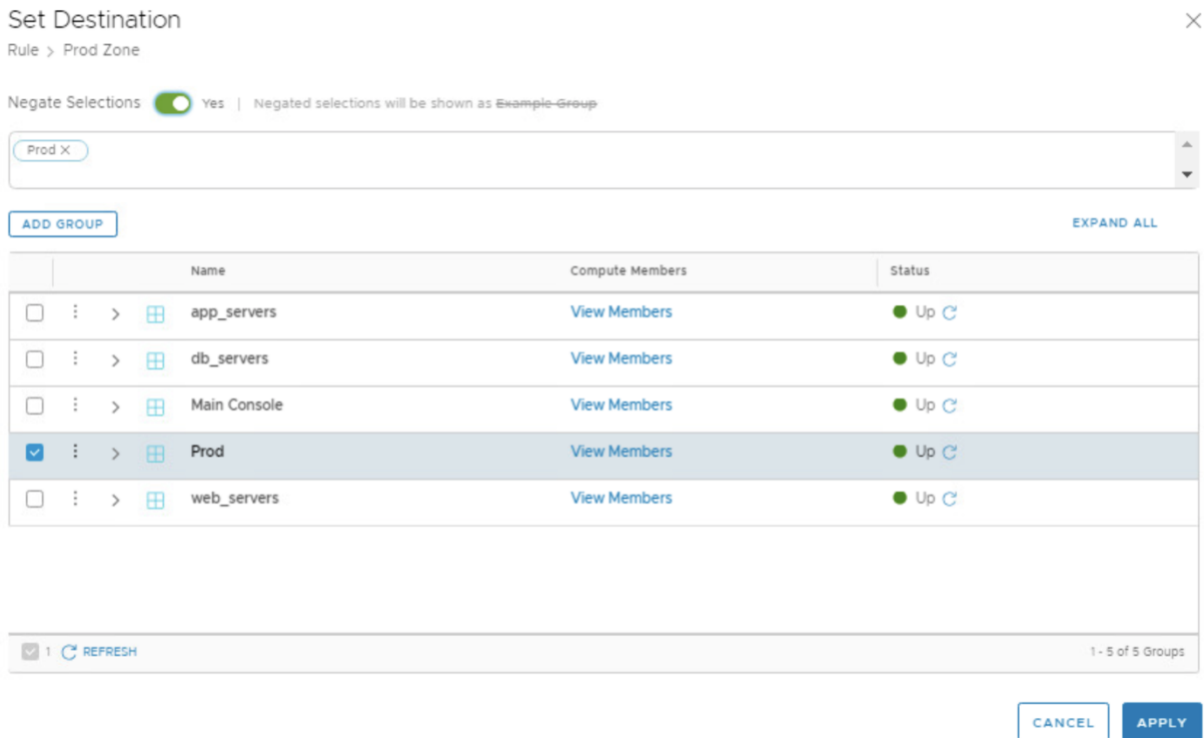 Set Destination
Rule > Prod Zone
Negate Selections Yes | Negated selections will be shown as Example Group
Prod ×
ADD GROUP EXPAND ALL
Name Compute Members Status
app_servers View Members Up
db_servers View Members Up
Main Console View Members Up
Prod View Members Up
web_servers View Members Up
1 REFRESH 1 - 5 of 5 Groups
CANCEL APPLY